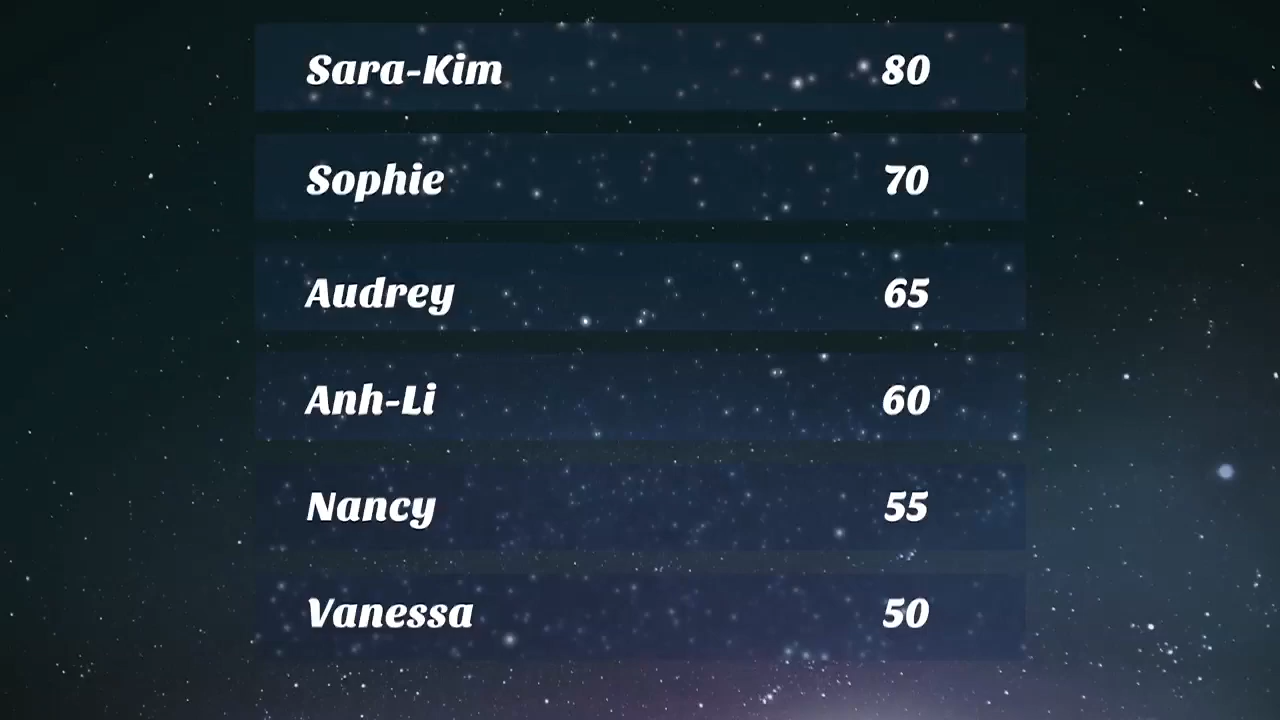 Sara-Kim 80
Sophie 70
Audrey 65
Anh-Li 60
Nancy 55
Vanessa 50